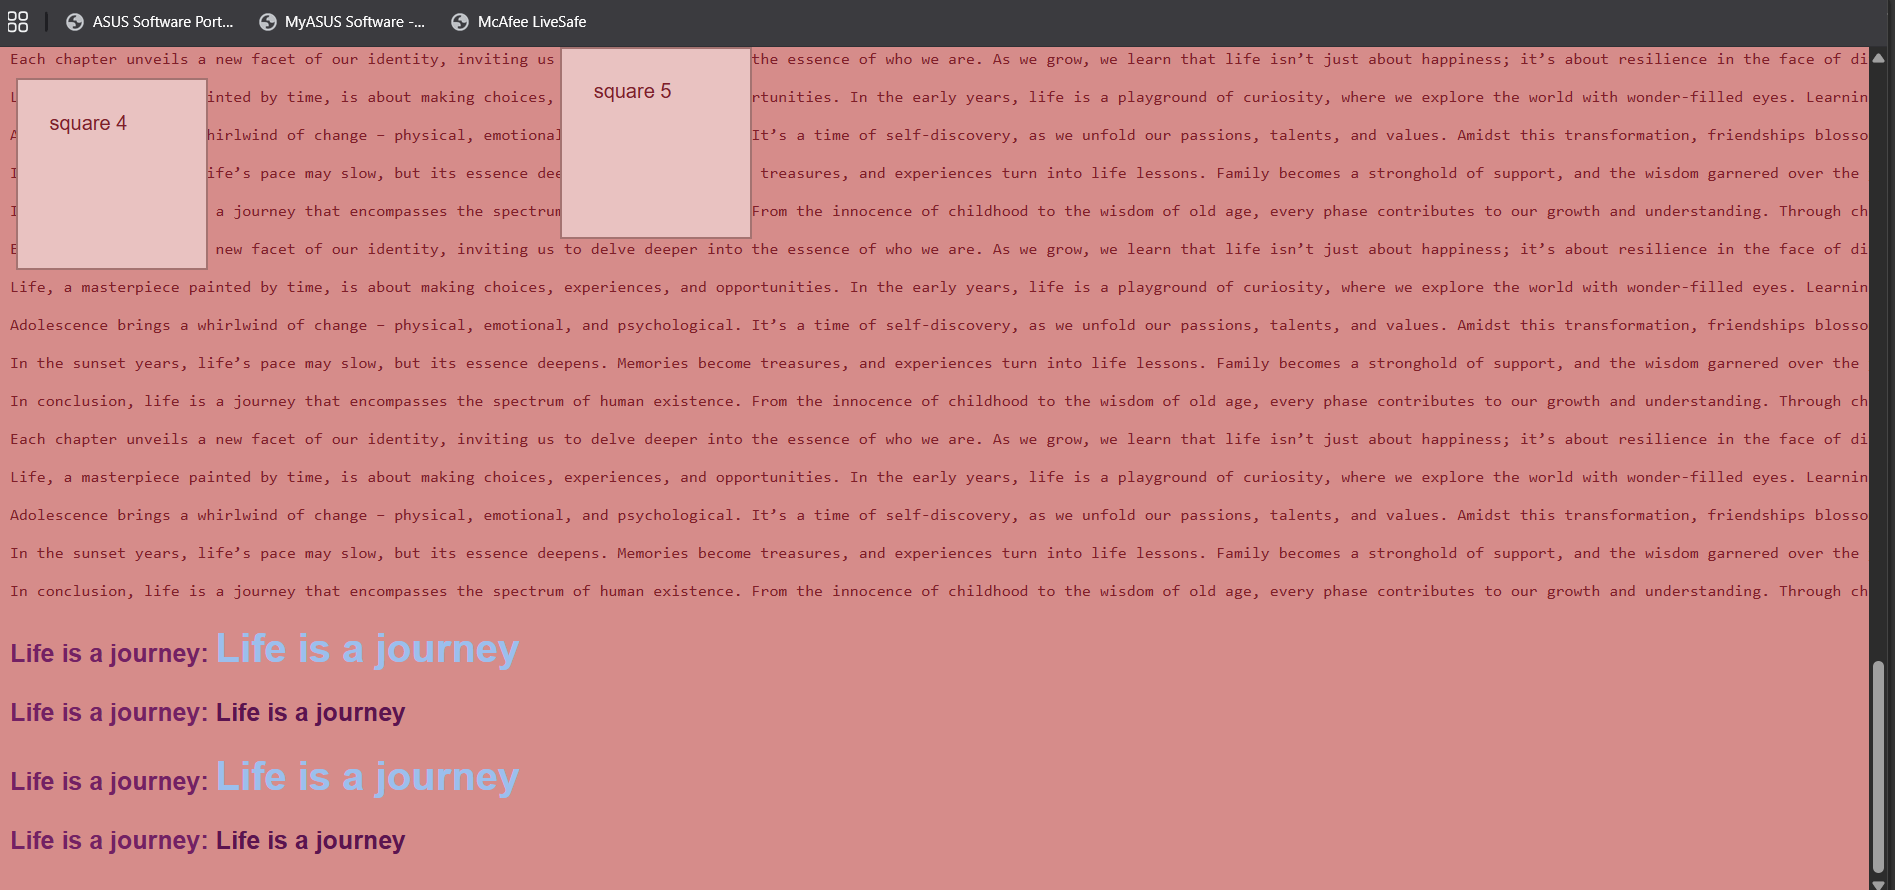 ASUS Software Port... MyASUS Software -... McAfee LiveSafe
Each chapter unveils a new facet of our identity, inviting us the essence of who we are. As we grow, we learn that life isn’t just about happiness; it’s about resilience in the face of di
square 5
L inted by time, is about making choices, rtunities. In the early years, life is a playground of curiosity, where we explore the world with wonder-filled eyes. Learnin
square 4
A hirlwind of change – physical, emotional It’s a time of self-discovery, as we unfold our passions, talents, and values. Amidst this transformation, friendships blosso
I ife’s pace may slow, but its essence dee treasures, and experiences turn into life lessons. Family becomes a stronghold of support, and the wisdom garnered over the
I a journey that encompasses the spectrum From the innocence of childhood to the wisdom of old age, every phase contributes to our growth and understanding. Through ch
E new facet of our identity, inviting us to delve deeper into the essence of who we are. As we grow, we learn that life isn’t just about happiness; it’s about resilience in the face of di
Life, a masterpiece painted by time, is about making choices, experiences, and opportunities. In the early years, life is a playground of curiosity, where we explore the world with wonder-filled eyes. Learnin
Adolescence brings a whirlwind of change – physical, emotional, and psychological. It’s a time of self-discovery, as we unfold our passions, talents, and values. Amidst this transformation, friendships blosso
In the sunset years, life’s pace may slow, but its essence deepens. Memories become treasures, and experiences turn into life lessons. Family becomes a stronghold of support, and the wisdom garnered over the
In conclusion, life is a journey that encompasses the spectrum of human existence. From the innocence of childhood to the wisdom of old age, every phase contributes to our growth and understanding. Through ch
Each chapter unveils a new facet of our identity, inviting us to delve deeper into the essence of who we are. As we grow, we learn that life isn’t just about happiness; it’s about resilience in the face of di
Life, a masterpiece painted by time, is about making choices, experiences, and opportunities. In the early years, life is a playground of curiosity, where we explore the world with wonder-filled eyes. Learnin
Adolescence brings a whirlwind of change – physical, emotional, and psychological. It’s a time of self-discovery, as we unfold our passions, talents, and values. Amidst this transformation, friendships blosso
In the sunset years, life’s pace may slow, but its essence deepens. Memories become treasures, and experiences turn into life lessons. Family becomes a stronghold of support, and the wisdom garnered over the
In conclusion, life is a journey that encompasses the spectrum of human existence. From the innocence of childhood to the wisdom of old age, every phase contributes to our growth and understanding. Through ch
Life is a journey: Life is a journey
Life is a journey: Life is a journey
Life is a journey: Life is a journey
Life is a journey: Life is a journey